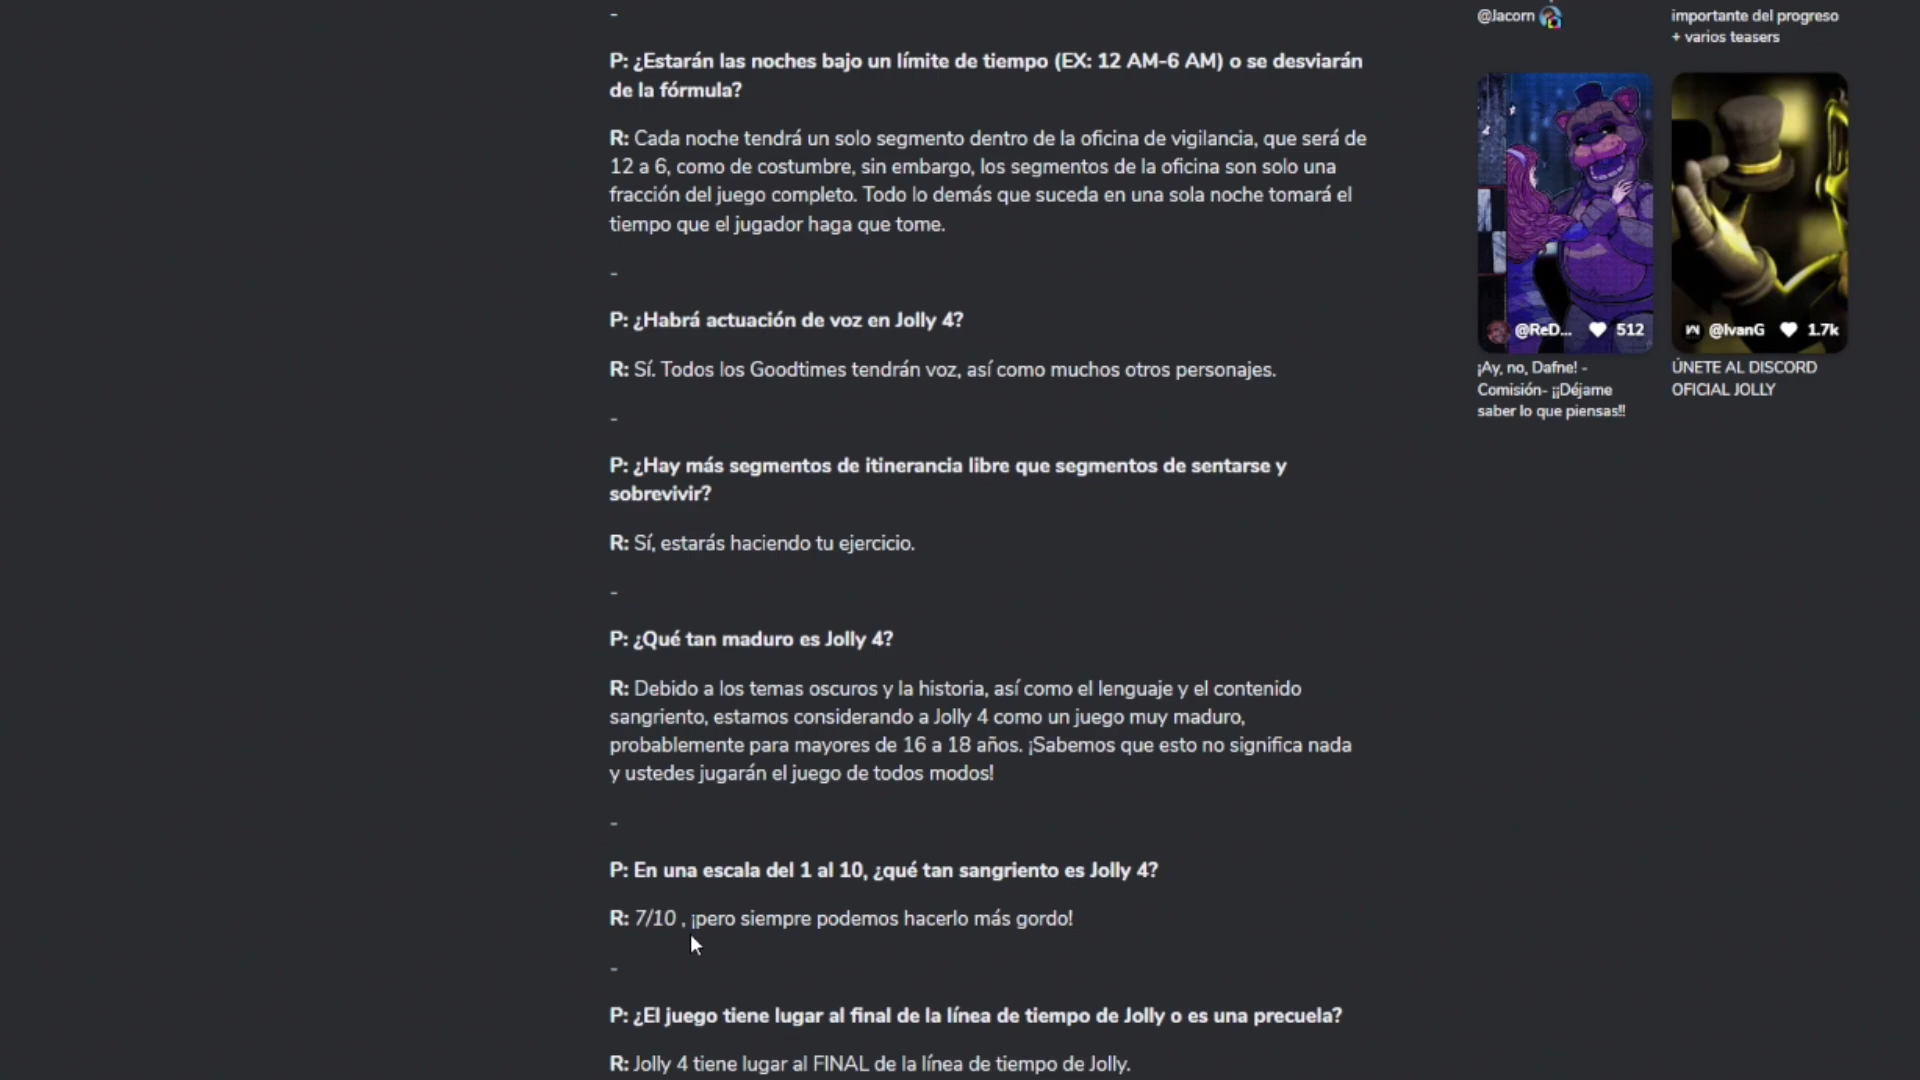 -
P: ¿Estarán las noches bajo un límite de tiempo (EX: 12 AM-6 AM) o se desviarán
de la fórmula?
R: Cada noche tendrá un solo segmento dentro de la oficina de vigilancia, que será de
12 a 6, como de costumbre, sin embargo, los segmentos de la oficina son solo una
fracción del juego completo. Todo lo demás que suceda en una sola noche tomará el
tiempo que el jugador haga que tome.
-
P: ¿Habrá actuación de voz en Jolly 4?
R: Sí. Todos los Goodtimes tendrán voz, así como muchos otros personajes.
-
P: ¿Hay más segmentos de itinerancia libre que segmentos de sentarse y
sobrevivir?
R: Sí, estarás haciendo tu ejercicio.
-
P: ¿Qué tan maduro es Jolly 4?
R: Debido a los temas oscuros y la historia, así como el lenguaje y el contenido
sangriento, estamos considerando a Jolly 4 como un juego muy maduro,
probablemente para mayores de 16 a 18 años. ¡Sabemos que esto no significa nada
y ustedes jugarán el juego de todos modos!
-
P: En una escala del 1 al 10, ¿qué tan sangriento es Jolly 4?
R: 7/10 , ¡pero siempre podemos hacerlo más gordo!
-
P: ¿El juego tiene lugar al final de la línea de tiempo de Jolly o es una precuela?
R: Jolly 4 tiene lugar al FINAL de la línea de tiempo de Jolly.
@Jacorn
importante del progreso
+ varios teasers
@ReD... 512
¡Ay, no, Dafne! -
Comisión- ¡¡Déjame
saber lo que piensas!!
@IvanG 1.7k
ÚNETE AL DISCORD
OFICIAL JOLLY